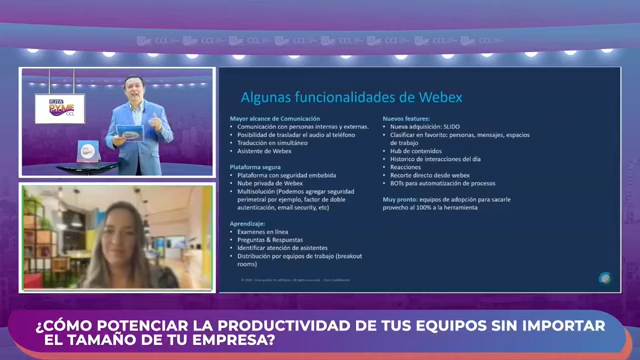 CCL
RUTA
PYME
CCL
Algunas funcionalidades de Webex
Mayor alcance de Comunicación
• Comunicación con personas internas y externas.
• Posibilidad de trasladar el audio al teléfono
• Traducción en simultáneo
• Asistente de Webex
Plataforma segura
• Plataforma con seguridad embebida
• Nube privada de Webex
• Multisolución (Podemos agregar seguridad
perimetral por ejemplo, factor de doble
autenticación, email security, etc)
Aprendizaje:
• Examenes en línea
• Preguntas & Respuestas
• Identificar atención de asistentes
• Distribución por equipos de trabajo (breakout
rooms)
Nuevos features:
• Nueva adquisición: SLIDO
• Clasificar en favorito: personas, mensajes, espacios
de trabajo
• Hub de contenidos
• Historico de interacciones del día
• Reacciones
• Recorte directo desde webex
• BOTs para automatización de procesos
Muy pronto: equipos de adopción para sacarle
provecho al 100% a la herramienta
¿CÓMO POTENCIAR LA PRODUCTIVIDAD DE TUS EQUIPOS SIN IMPORTAR
EL TAMAÑO DE TU EMPRESA?